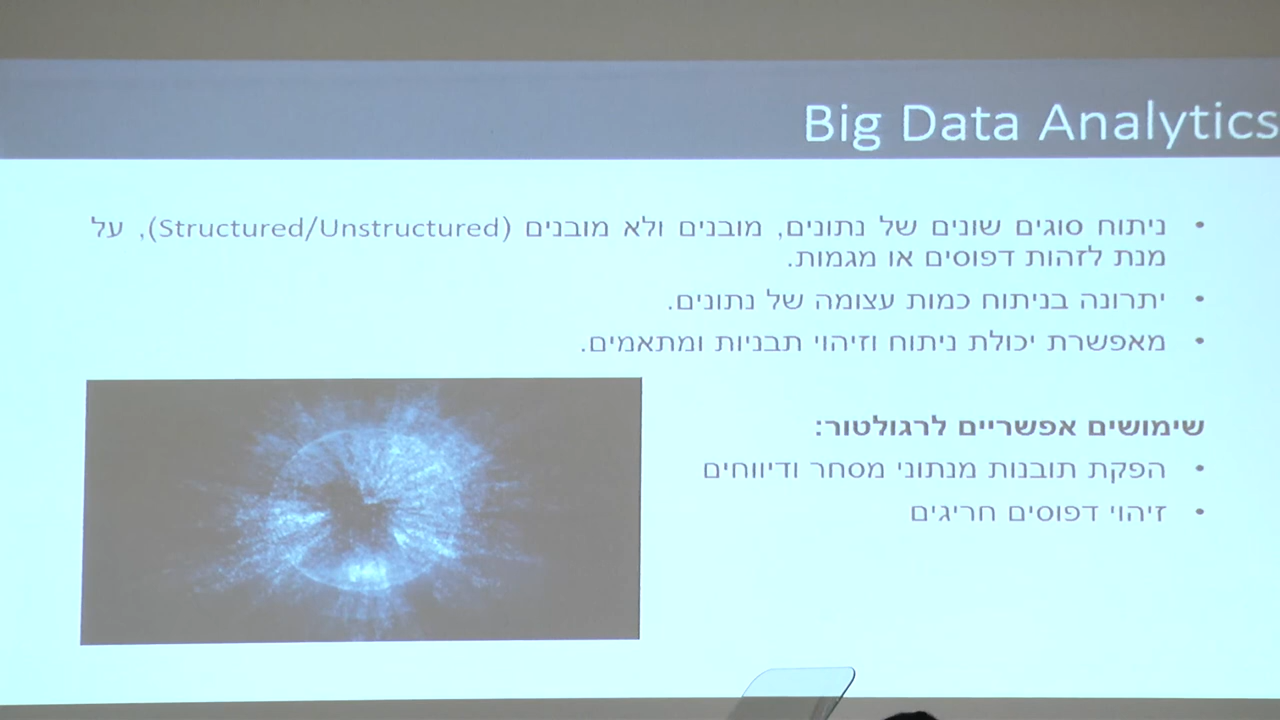 Big Data Analytics
• ניתוח סוגים שונים של נתונים, מובנים ולא מובנים (Structured/Unstructured), על
מנת לזהות דפוסים או מגמות.
• יתרונה בניתוח כמות עצומה של נתונים.
• מאפשרת יכולת ניתוח וזיהוי תבניות ומתאמים.
שימושים אפשריים לרגולטור:
• הפקת תובנות מנתוני מסחר ודיווחים
• זיהוי דפוסים חריגים